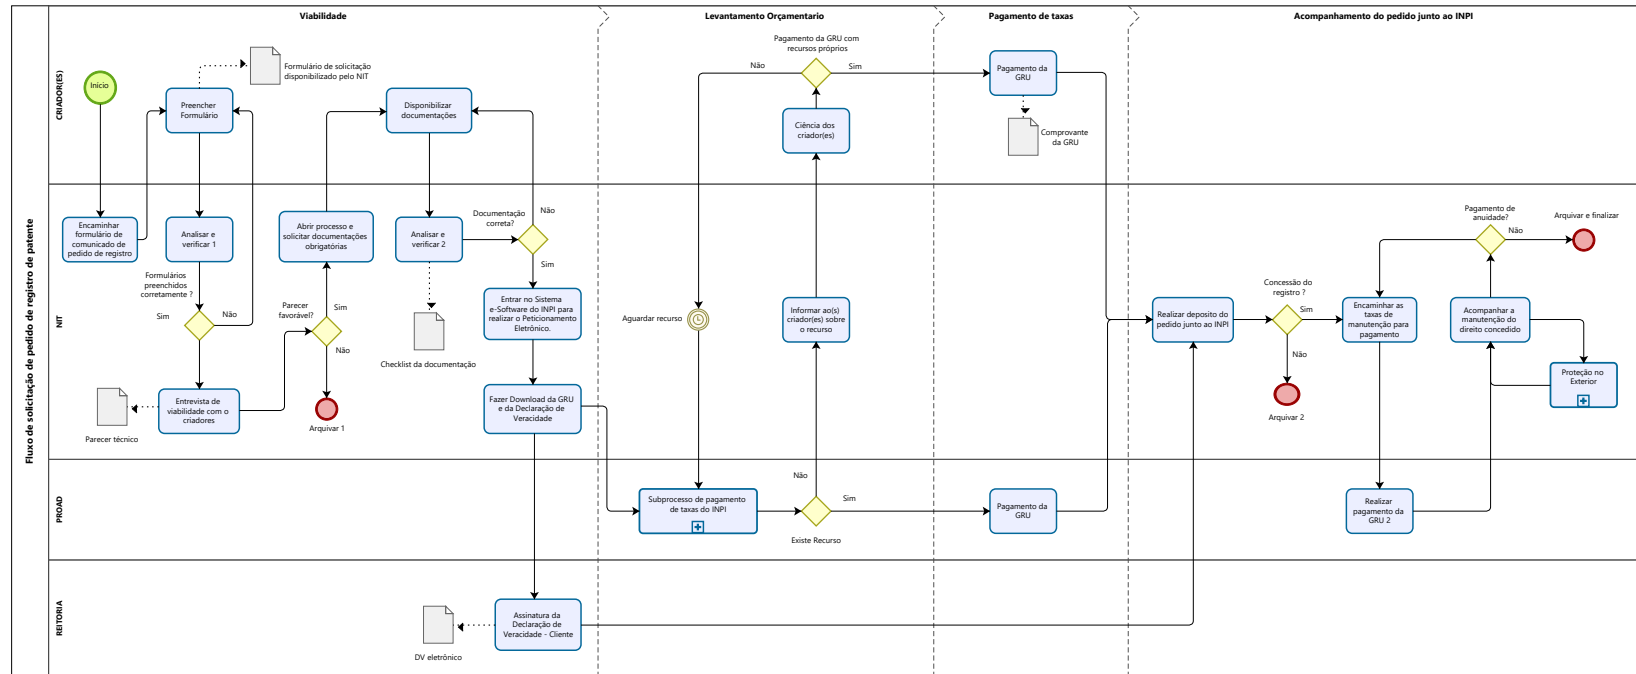 Viabilidade
Levantamento Orçamentario
Pagamento de taxas
Acompanhamento do pedido junto ao INPI
Fluxo de solicitação de pedido de registro de patente
CRIADOR(ES)
Início
Preencher
Formulário
Formulário de solicitação
disponibilizado pelo NIT
Disponibilizar
documentações
Pagamento da GRU com
recursos próprios
Não
Sim
Ciência dos
criador(es)
Pagamento da
GRU
Comprovante
da GRU
NIT
Encaminhar
formulário de
comunicado de
pedido de registro
Analisar e
verificar 1
Formulários
preenchidos
corretamente ?
Sim
Não
Entrevista de
viabilidade com o
criadores
Parecer técnico
Abrir processo e
solicitar documentações
obrigatórias
Parecer
favorável?
Sim
Não
Arquivar 1
Analisar e
verificar 2
Checklist da documentação
Documentação
correta?
Não
Sim
Entrar no Sistema
e-Software do INPI para
realizar o Peticionamento
Eletrônico.
Fazer Download da GRU
e da Declaração de
Veracidade
Aguardar recurso
Informar ao(s)
criador(es) sobre
o recurso
Realizar deposito do
pedido junto ao INPI
Concessão do
registro ?
Sim
Não
Arquivar 2
Encaminhar as
taxas de
manutenção para
pagamento
Pagamento de
anuidade?
Não
Arquivar e finalizar
Acompanhar a
manutenção do
direito concedido
Proteção no
Exterior
PROAD
Subprocesso de pagamento
de taxas do INPI
Não
Sim
Existe Recurso
Pagamento da
GRU
Realizar
pagamento da
GRU 2
REITORIA
Assinatura da
Declaração de
Veracidade - Cliente
DV eletrônico